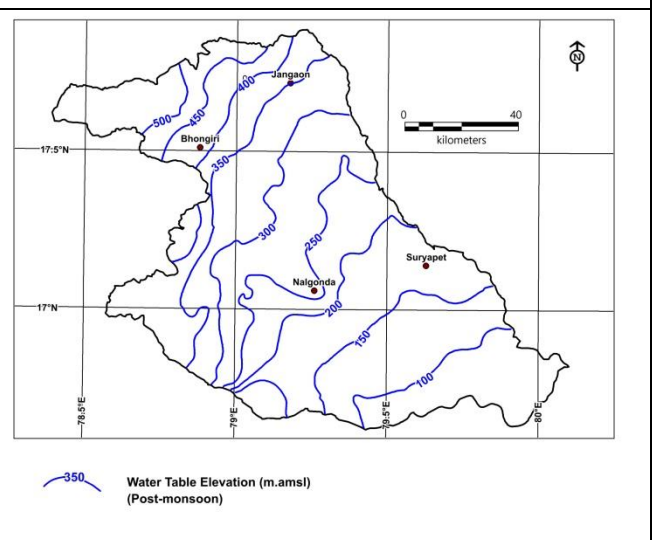 N
Jangaon
400
0 40
kilometers
500
450
Bhongiri
17.5°N
350
300
250
Suryapet
Nalgonda
17°N
200
150
100
78.5°E
79°E
79.5°E
80°E
350 Water Table Elevation (m.amsl)
(Post-monsoon)